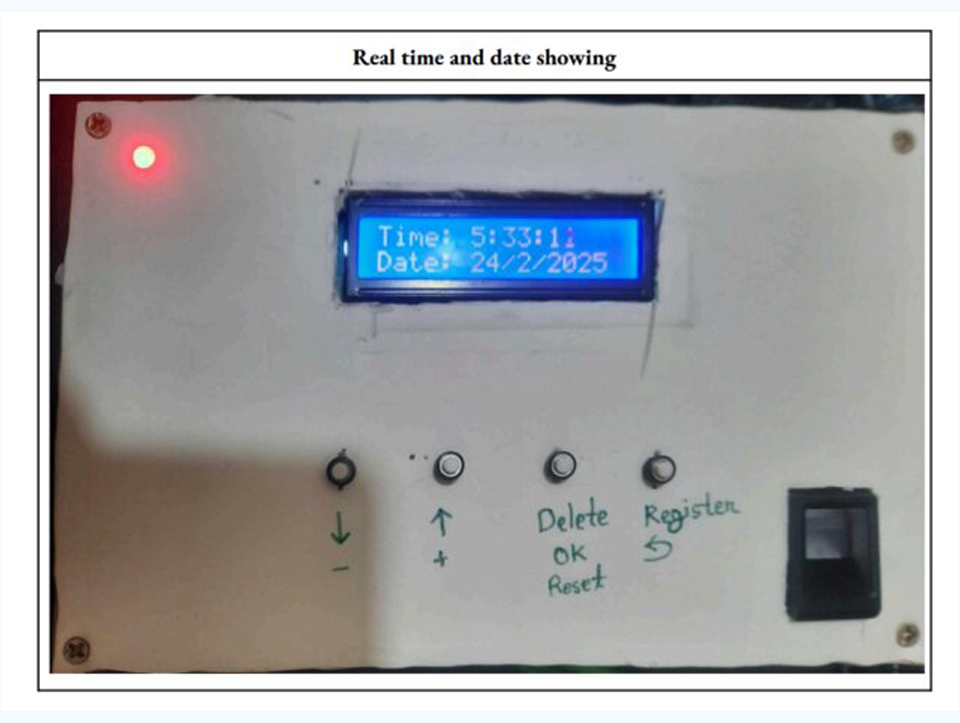 Real time and date showing
Time: 5:33:1
Date: 24/2/2025
↓ ↑ Delete Register
- + OK ↩
Reset